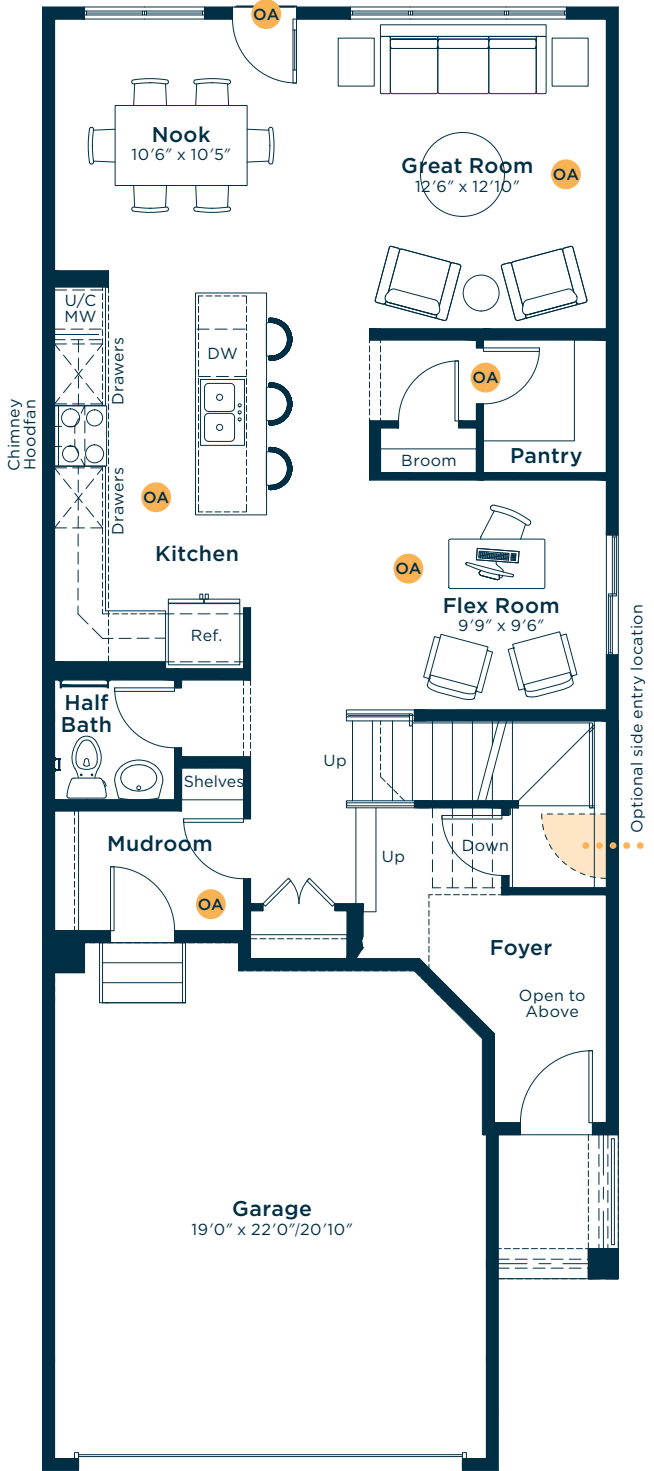 OA
Nook
10′6″ x 10′5″
Great Room
12′6″ x 12′10″
OA
U/C
MW
Drawers
DW
Chimney
Hoodfan
OA
Broom
Pantry
Drawers
OA
Kitchen
OA
Flex Room
9′9″ x 9′6″
Ref.
Optional side entry location
Half
Bath
Up
Shelves
Mudroom
Up
Down
OA
Foyer
Open to
Above
Garage
19′0″ x 22′0″/20′10″